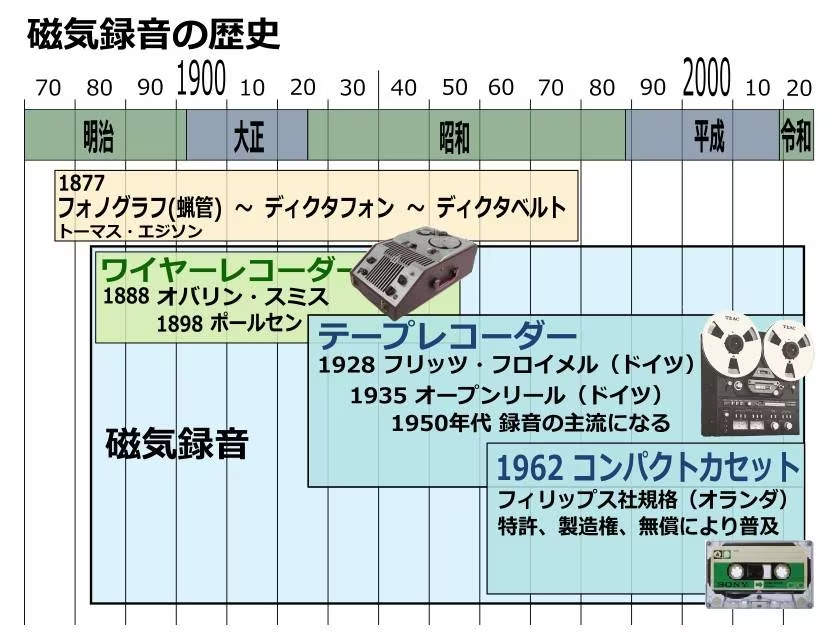 磁気録音の歴史
70 80 90 1900 10 20 30 40 50 60 70 80 90 2000 10 20
明治 大正 昭和 平成 令和
1877
フォノグラフ(蝋管) ～ ディクタフォン ～ ディクタベルト
トーマス・エジソン
ワイヤーレコーダー
1888 オバリン・スミス
1898 ポールセン
テープレコーダー
1928 フリッツ・フロイメル（ドイツ）
1935 オープンリール（ドイツ）
1950年代 録音の主流になる
TEAC TEAC
磁気録音
1962 コンパクトカセット
フィリップス社規格（オランダ）
特許、製造権、無償により普及
SONY